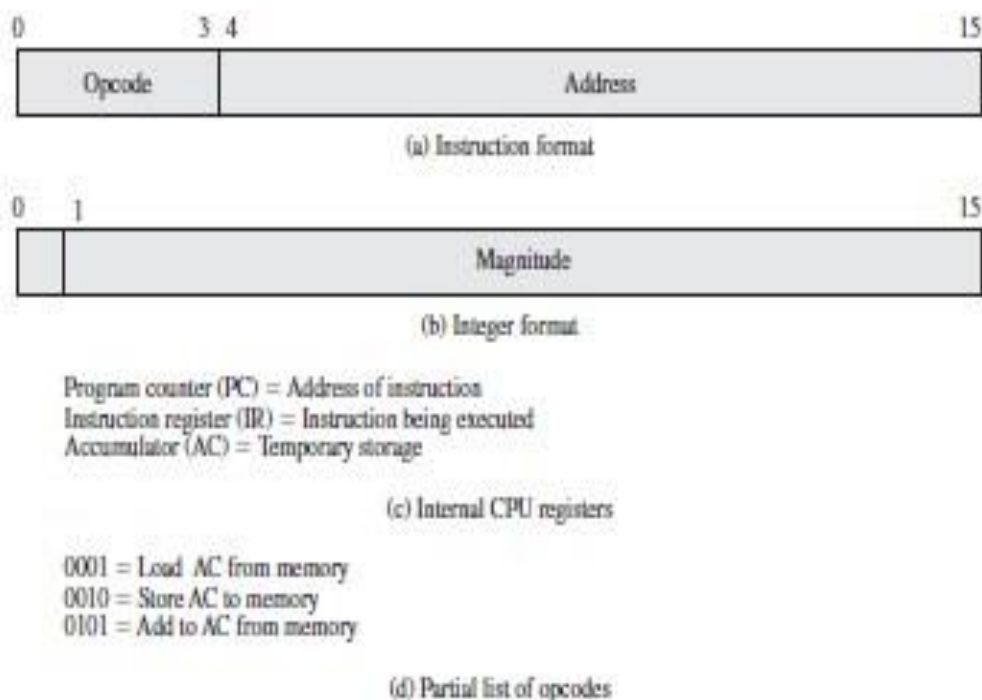 0 3 4 15
Opcode Address
(a) Instruction format
0 1 15
Magnitude
(b) Integer format
Program counter (PC) = Address of instruction
Instruction register (IR) = Instruction being executed
Accumulator (AC) = Temporary storage
(c) Internal CPU registers
0001 = Load AC from memory
0010 = Store AC to memory
0101 = Add to AC from memory
(d) Partial list of opcodes